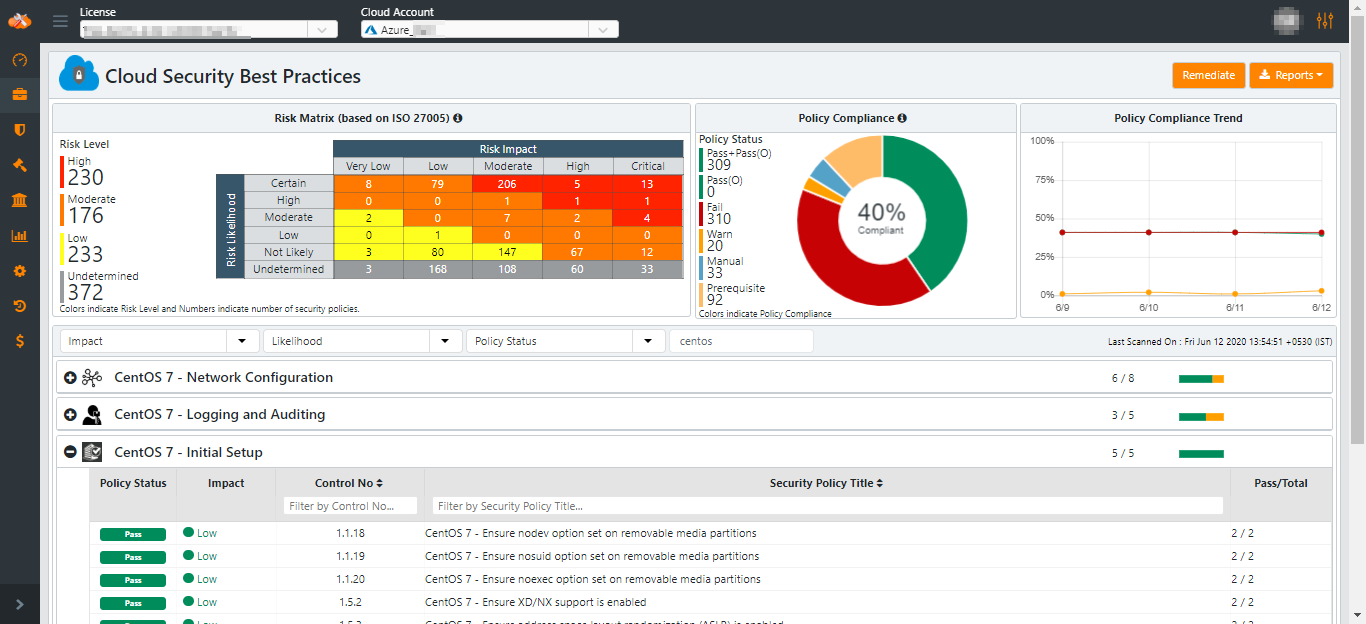 License
Cloud Account
Azure_
Cloud Security Best Practices
Remediate
Reports
Risk Matrix (based on ISO 27005)
Risk Level
High
230
Moderate
176
Low
233
Undetermined
372
Risk Impact
Very Low Low Moderate High Critical
Risk Likelihood
Certain 8 79 206 5 13
High 0 0 1 1 1
Moderate 2 0 7 2 4
Low 0 1 0 0 0
Not Likely 3 80 147 67 12
Undetermined 3 168 108 60 33
Colors indicate Risk Level and Numbers indicate number of security policies.
Policy Compliance
Policy Status
Pass+Pass(O)
309
Pass(O)
0
Fail
310
Warn
20
Manual
33
Prerequisite
92
40%
Compliant
Colors indicate Policy Compliance
Policy Compliance Trend
100%
75%
50%
25%
0%
6/9 6/10 6/11 6/12
Impact Likelihood Policy Status centos
Last Scanned On : Fri Jun 12 2020 13:54:51 +0530 (IST)
CentOS 7 - Network Configuration 6 / 8
CentOS 7 - Logging and Auditing 3 / 5
CentOS 7 - Initial Setup 5 / 5
Policy Status Impact Control No Security Policy Title Pass/Total
Filter by Control No... Filter by Security Policy Title...
Pass Low 1.1.18 CentOS 7 - Ensure nodev option set on removable media partitions 2 / 2
Pass Low 1.1.19 CentOS 7 - Ensure nosuid option set on removable media partitions 2 / 2
Pass Low 1.1.20 CentOS 7 - Ensure noexec option set on removable media partitions 2 / 2
Pass Low 1.5.2 CentOS 7 - Ensure XD/NX support is enabled 2 / 2